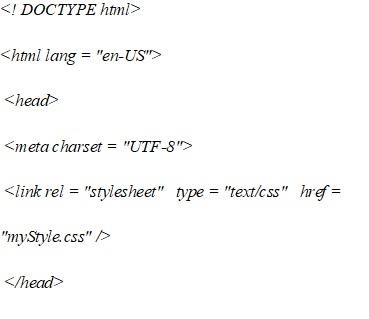 <! DOCTYPE html>
<html lang = "en-US">
<head>
<meta charset = "UTF-8">
<link rel = "stylesheet" type = "text/css" href =
"myStyle.css" />
</head>